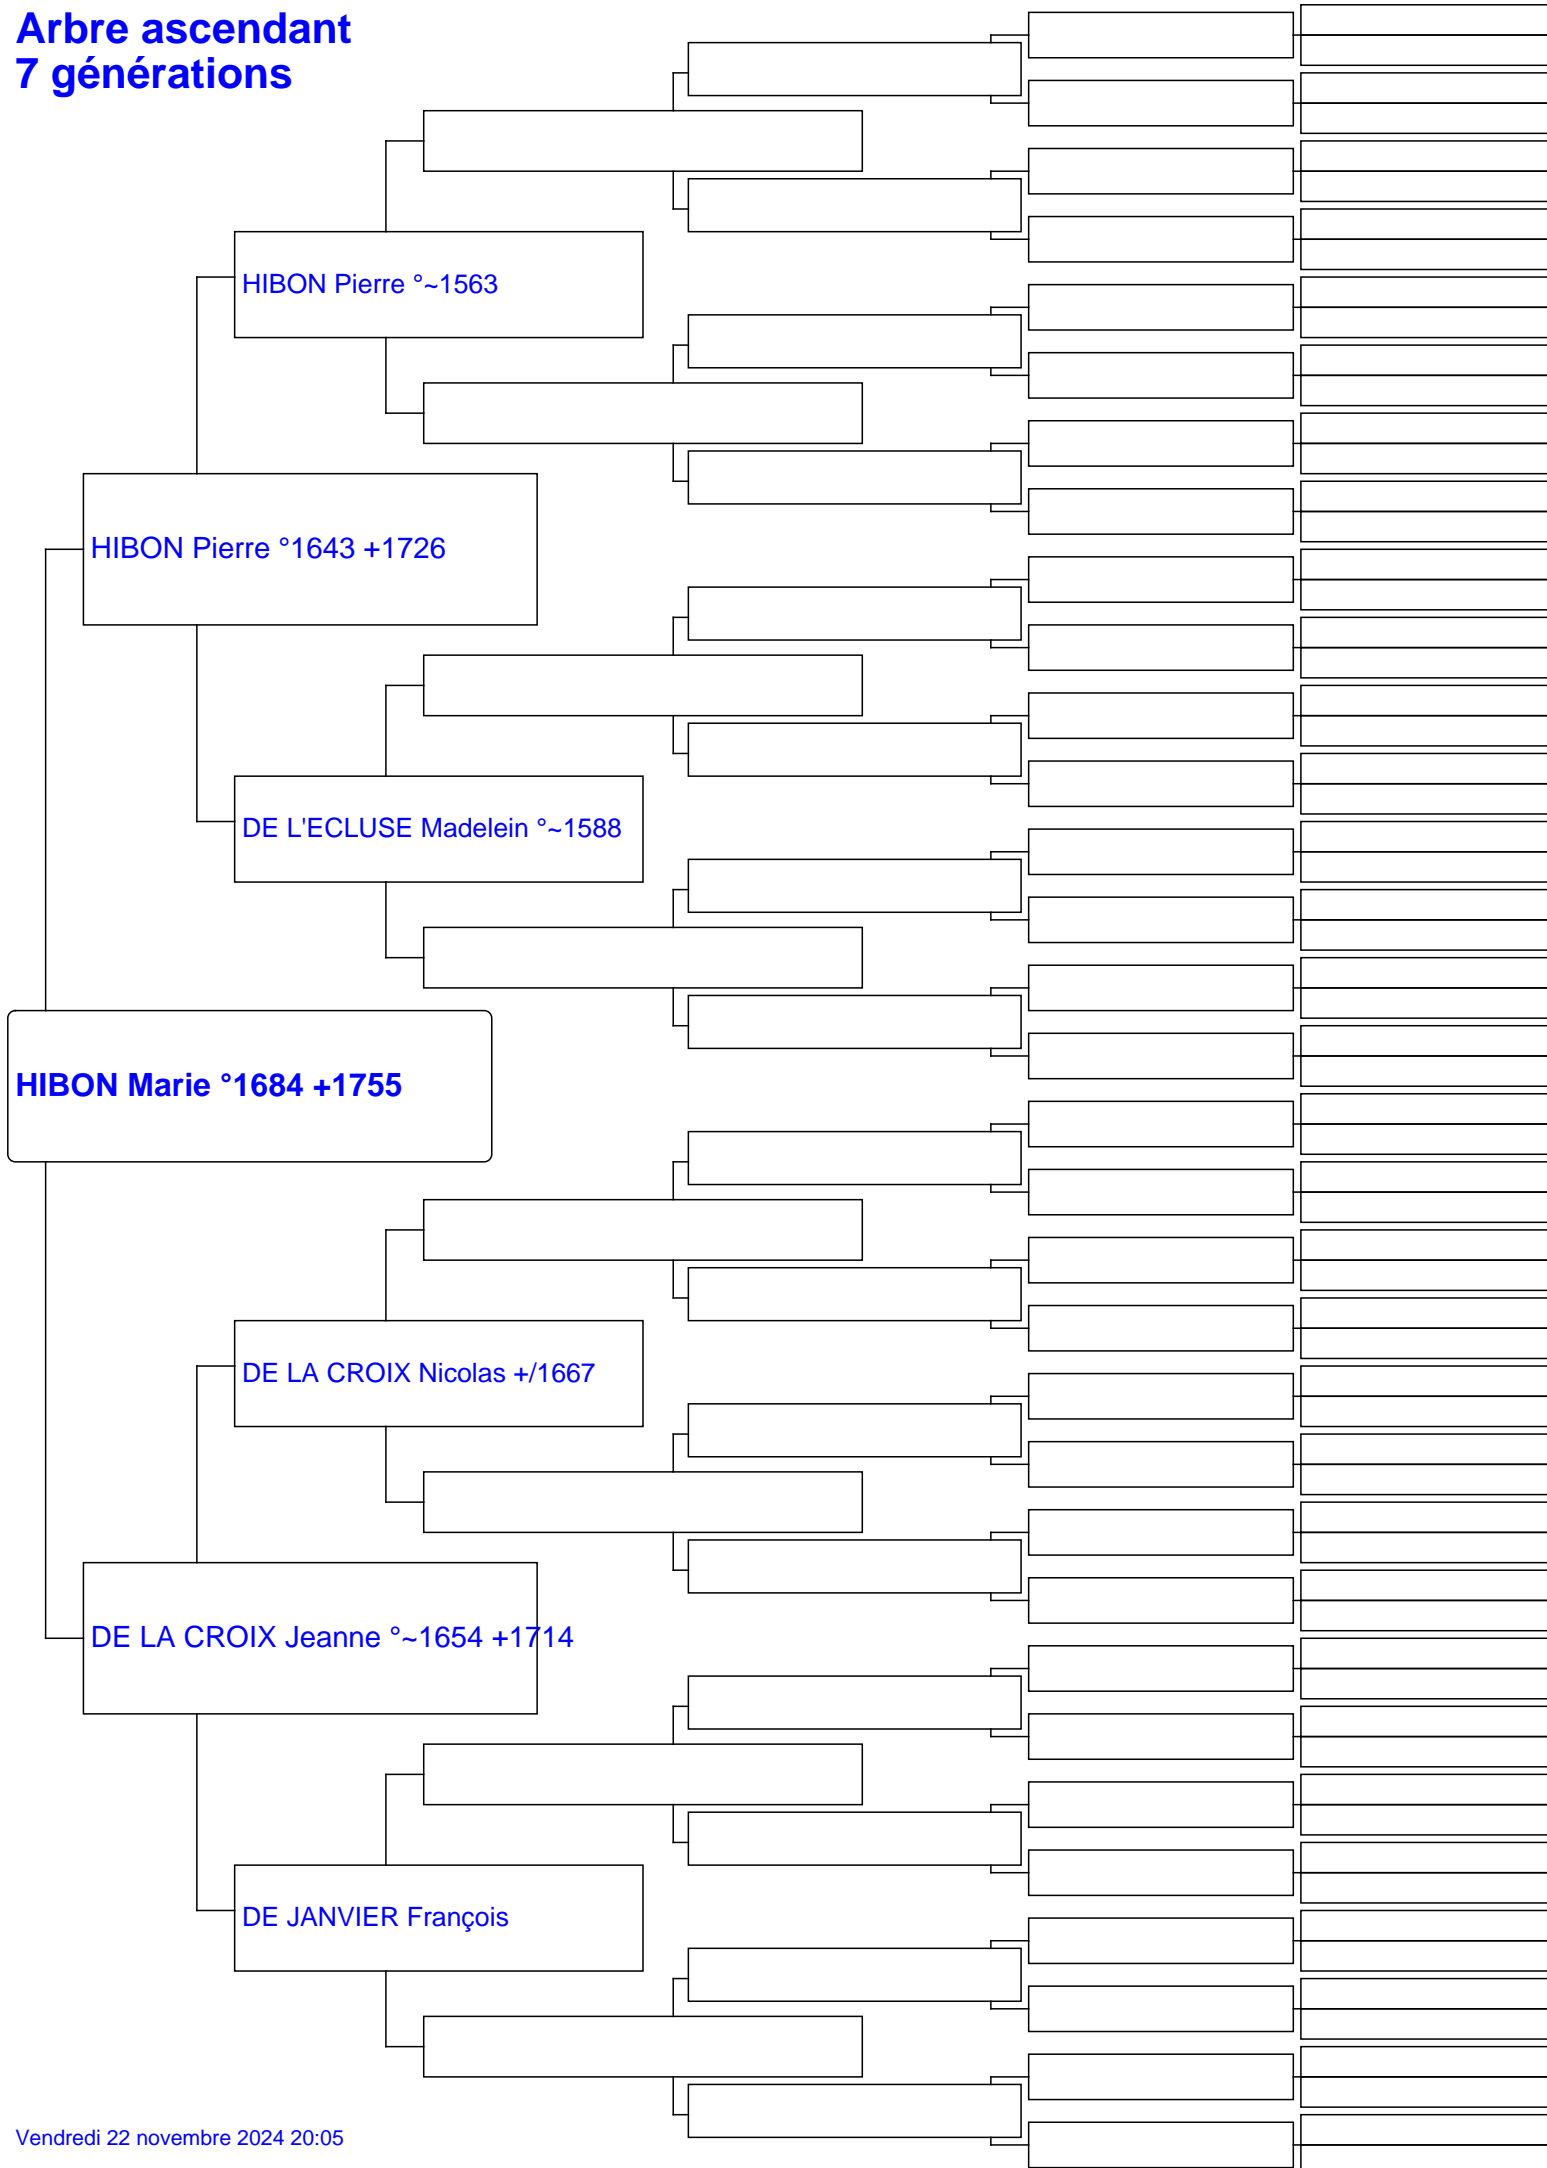 Arbre ascendant
7 générations
HIBON Pierre °~1563
HIBON Pierre °1643 +1726
DE L'ECLUSE Madelein °~1588
HIBON Marie °1684 +1755
DE LA CROIX Nicolas +/1667
DE LA CROIX Jeanne °~1654 +1714
DE JANVIER François
Vendredi 22 novembre 2024 20:05